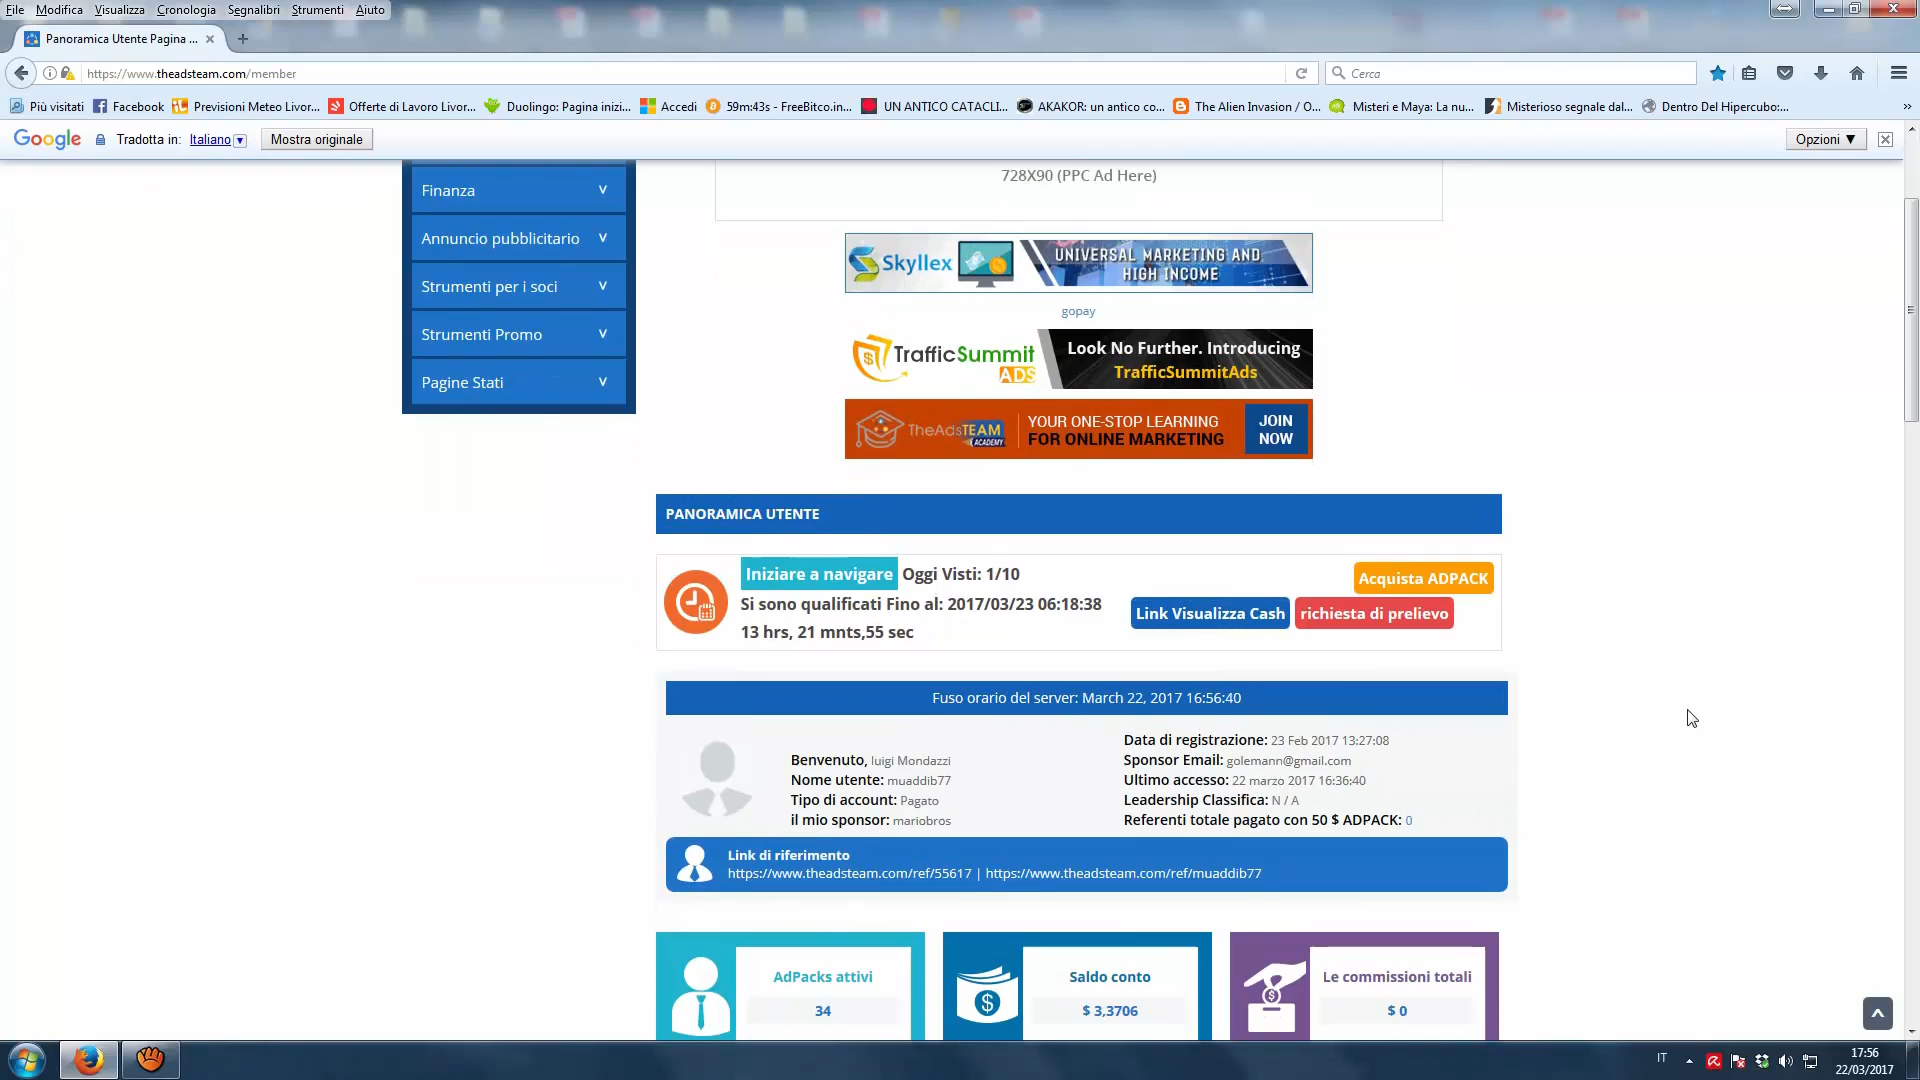 File Modifica Visualizza Cronologia Segnalibri Strumenti Aiuto
Panoramica Utente Pagina ...
https://www.theadsteam.com/member
Cerca
Più visitati Facebook Previsioni Meteo Livor... Offerte di Lavoro Livor... Duolingo: Pagina inizi... Accedi 59m:43s - FreeBitco.in... UN ANTICO CATACLI... AKAKOR: un antico co... The Alien Invasion / O... Misteri e Maya: La nu... Misterioso segnale dal... Dentro Del Hipercubo:...
Google Tradotta in: Italiano Mostra originale Opzioni ▼
728X90 (PPC Ad Here)
Finanza
Annuncio pubblicitario
Strumenti per i soci
Strumenti Promo
Pagine Stati
Skyllex UNIVERSAL MARKETING AND
HIGH INCOME
gopay
TrafficSummit
ADS
Look No Further. Introducing
TrafficSummitAds
TheAdsTEAM
ACADEMY
YOUR ONE-STOP LEARNING
FOR ONLINE MARKETING
JOIN
NOW
PANORAMICA UTENTE
Iniziare a navigare Oggi Visti: 1/10
Si sono qualificati Fino al: 2017/03/23 06:18:38
13 hrs, 21 mnts,55 sec
Acquista ADPACK
Link Visualizza Cash richiesta di prelievo
Fuso orario del server: March 22, 2017 16:56:40
Benvenuto, luigi Mondazzi
Nome utente: muaddib77
Tipo di account: Pagato
il mio sponsor: mariobros
Data di registrazione: 23 Feb 2017 13:27:08
Sponsor Email: golemann@gmail.com
Ultimo accesso: 22 marzo 2017 16:36:40
Leadership Classifica: N / A
Referenti totale pagato con 50 $ ADPACK: 0
Link di riferimento
https://www.theadsteam.com/ref/55617 | https://www.theadsteam.com/ref/muaddib77
AdPacks attivi
34
Saldo conto
$ 3,3706
Le commissioni totali
$ 0
IT
17:56
22/03/2017